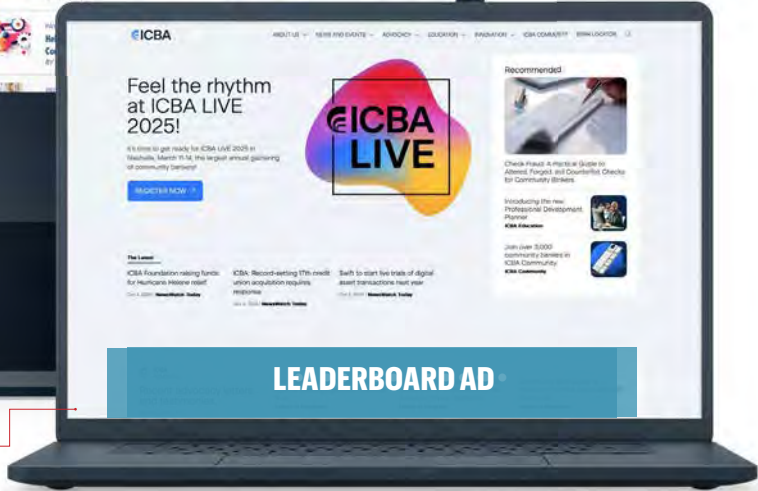 ICBA
ABOUT US
NEWS AND EVENTS
ADVOCACY
EDUCATION
INNOVATION
ICBA COMMUNITY
BANK LOCATOR
Feel the rhythm
at ICBA LIVE
2025!
It's time to get ready for ICBA LIVE 2025 in
Nashville, March 11-14, the largest annual gathering
of community bankers!
REGISTER NOW
ICBA
LIVE
Recommended
Check Fraud: A Practical Guide to
Altered, Forged, and Counterfeit Checks
for Community Bankers
Introducing the new
Professional Development
Planner
ICBA Education
Join over 3,000
community bankers in
ICBA Community
ICBA Community
The Latest
ICBA Foundation raising funds
for Hurricane Helene relief
NewsWatch Today
ICBA: Record-setting 17th credit
union acquisition requires
response
NewsWatch Today
Swift to start live trials of digital
asset transactions next year
NewsWatch Today
LEADERBOARD AD